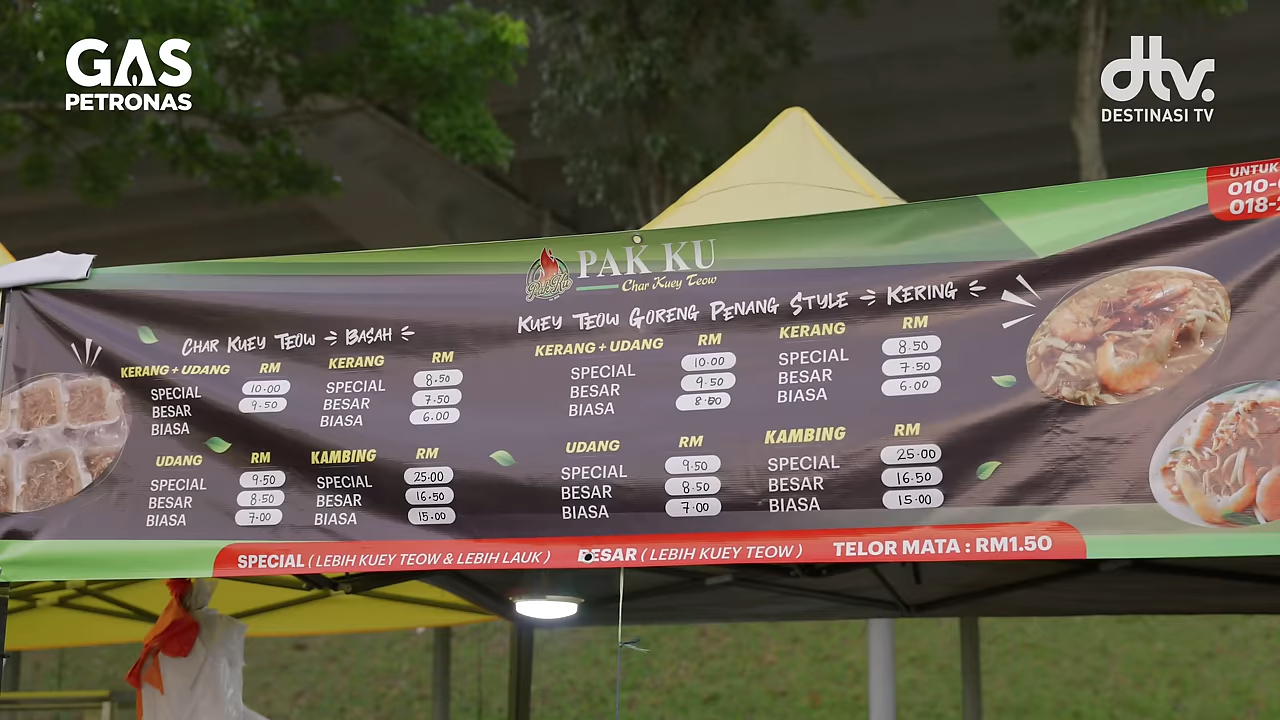 GAS
PETRONAS
dtv.
DESTINASI TV
UNTUK
010-
018-
PAK KU
Char Kuey Teow
CHAR KUEY TEOW BASAH
KERANG + UDANG RM
SPECIAL 10.00
BESAR 9.50
BIASA
KERANG RM
SPECIAL 8.50
BESAR 7.50
BIASA 6.00
UDANG RM
SPECIAL 9.50
BESAR 8.50
BIASA 7.00
KAMBING RM
SPECIAL 25.00
BESAR 16.50
BIASA 15.00
KUEY TEOW GORENG PENANG STYLE KERING
KERANG + UDANG RM
SPECIAL 10.00
BESAR 9.50
BIASA 8.50
KERANG RM
SPECIAL 8.50
BESAR 7.50
BIASA 6.00
UDANG RM
SPECIAL 9.50
BESAR 8.50
BIASA 7.00
KAMBING RM
SPECIAL 25.00
BESAR 16.50
BIASA 15.00
SPECIAL ( LEBIH KUEY TEOW & LEBIH LAUK ) BESAR ( LEBIH KUEY TEOW ) TELOR MATA : RM1.50